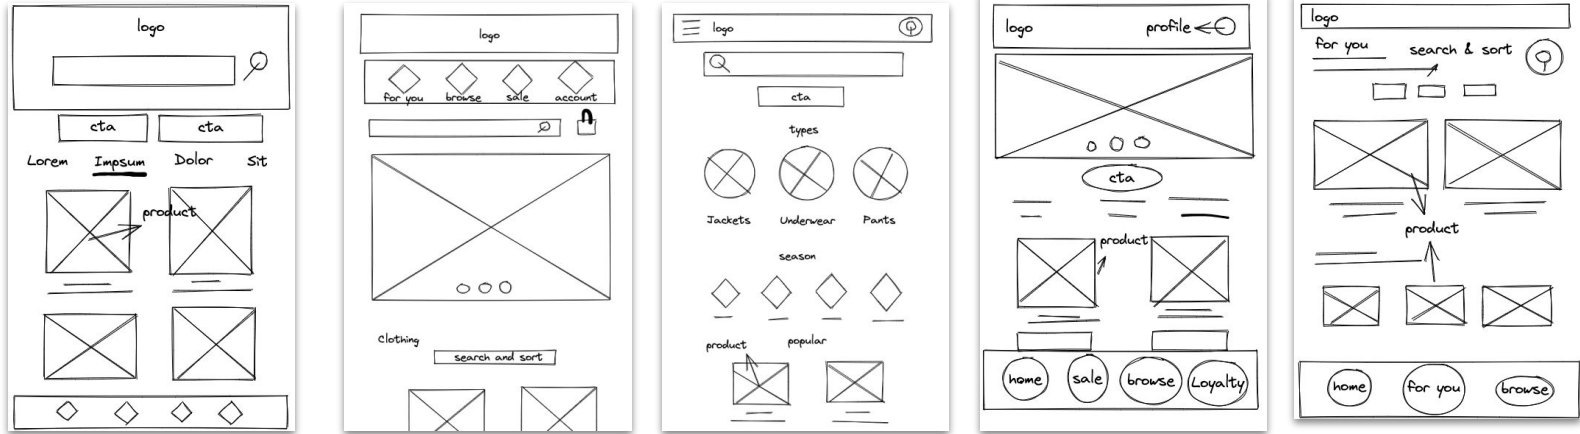 logo
cta cta
Lorem Impsum Dolor Sit
product
logo
for you browse sale account
clothing
search and sort
logo
cta
types
Jackets Underwear Pants
season
product popular
logo profile
cta
product
home sale browse Loyalty
logo
for you search & sort
product
home for you browse